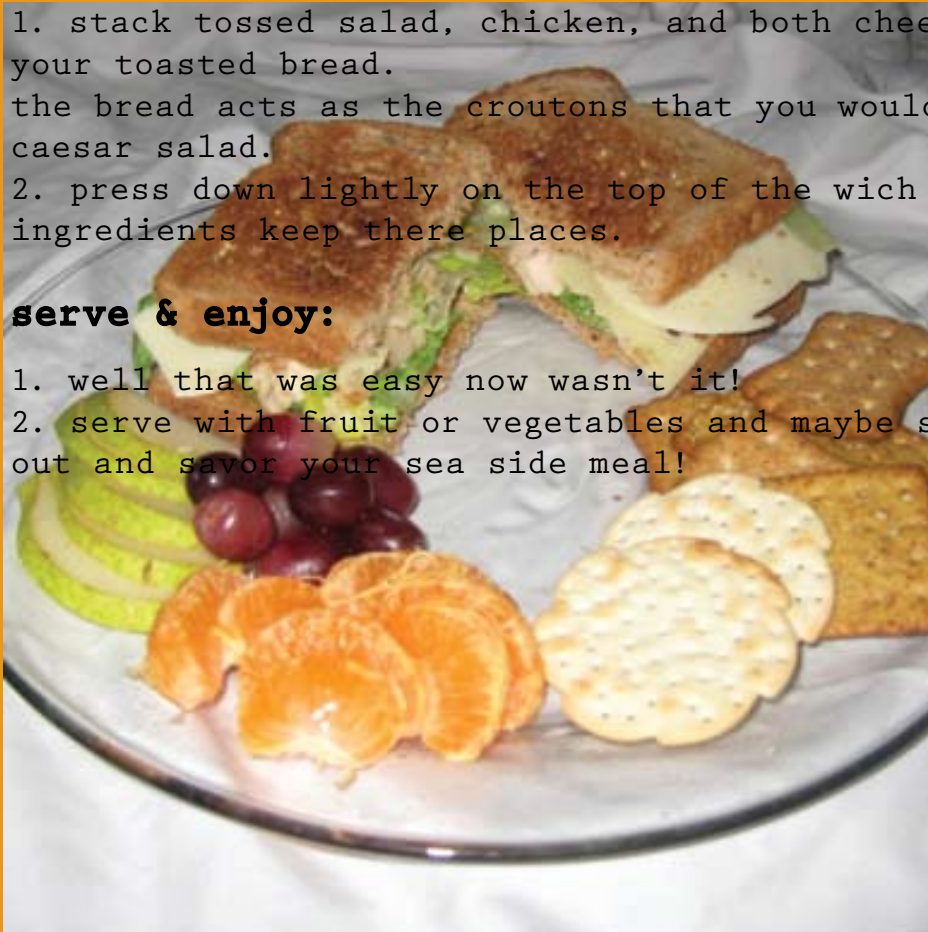 1. stack tossed salad, chicken, and both chee
your toasted bread.
the bread acts as the croutons that you would
caesar salad.
2. press down lightly on the top of the wich
ingredients keep there places.
serve & enjoy:
1. well that was easy now wasn't it!
2. serve with fruit or vegetables and maybe s
out and savor your sea side meal!